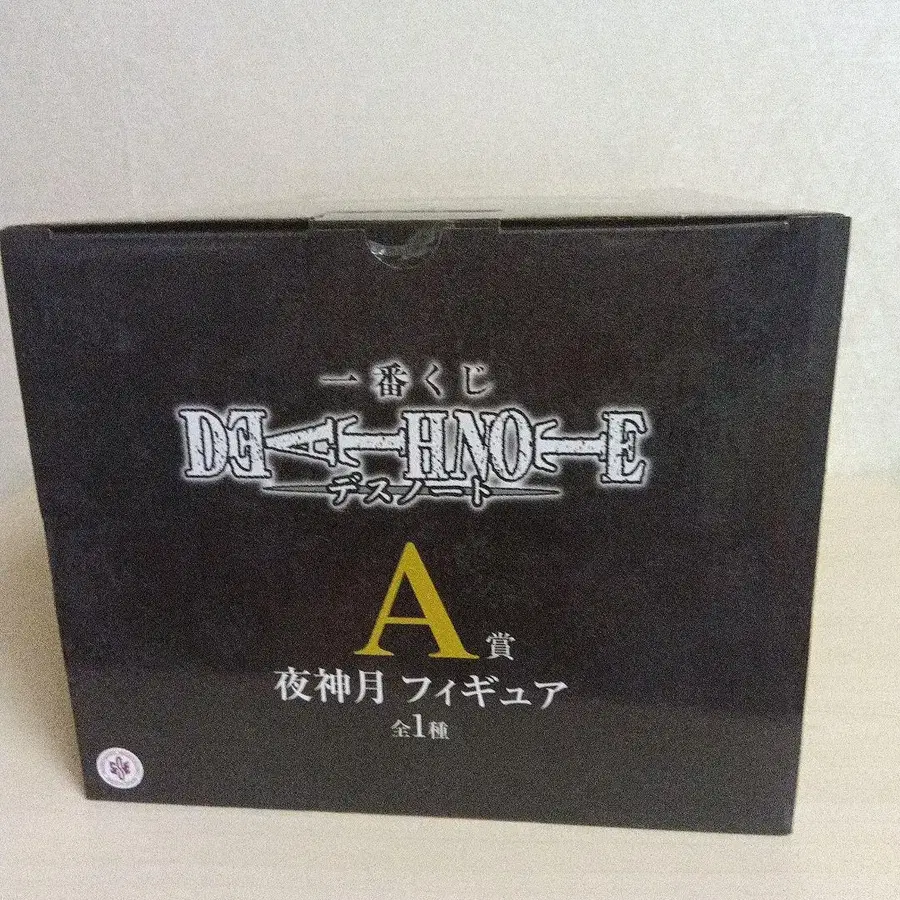 一番くじ
DEATH NOTE
デスノート
A賞
夜神月 フィギュア
全1種